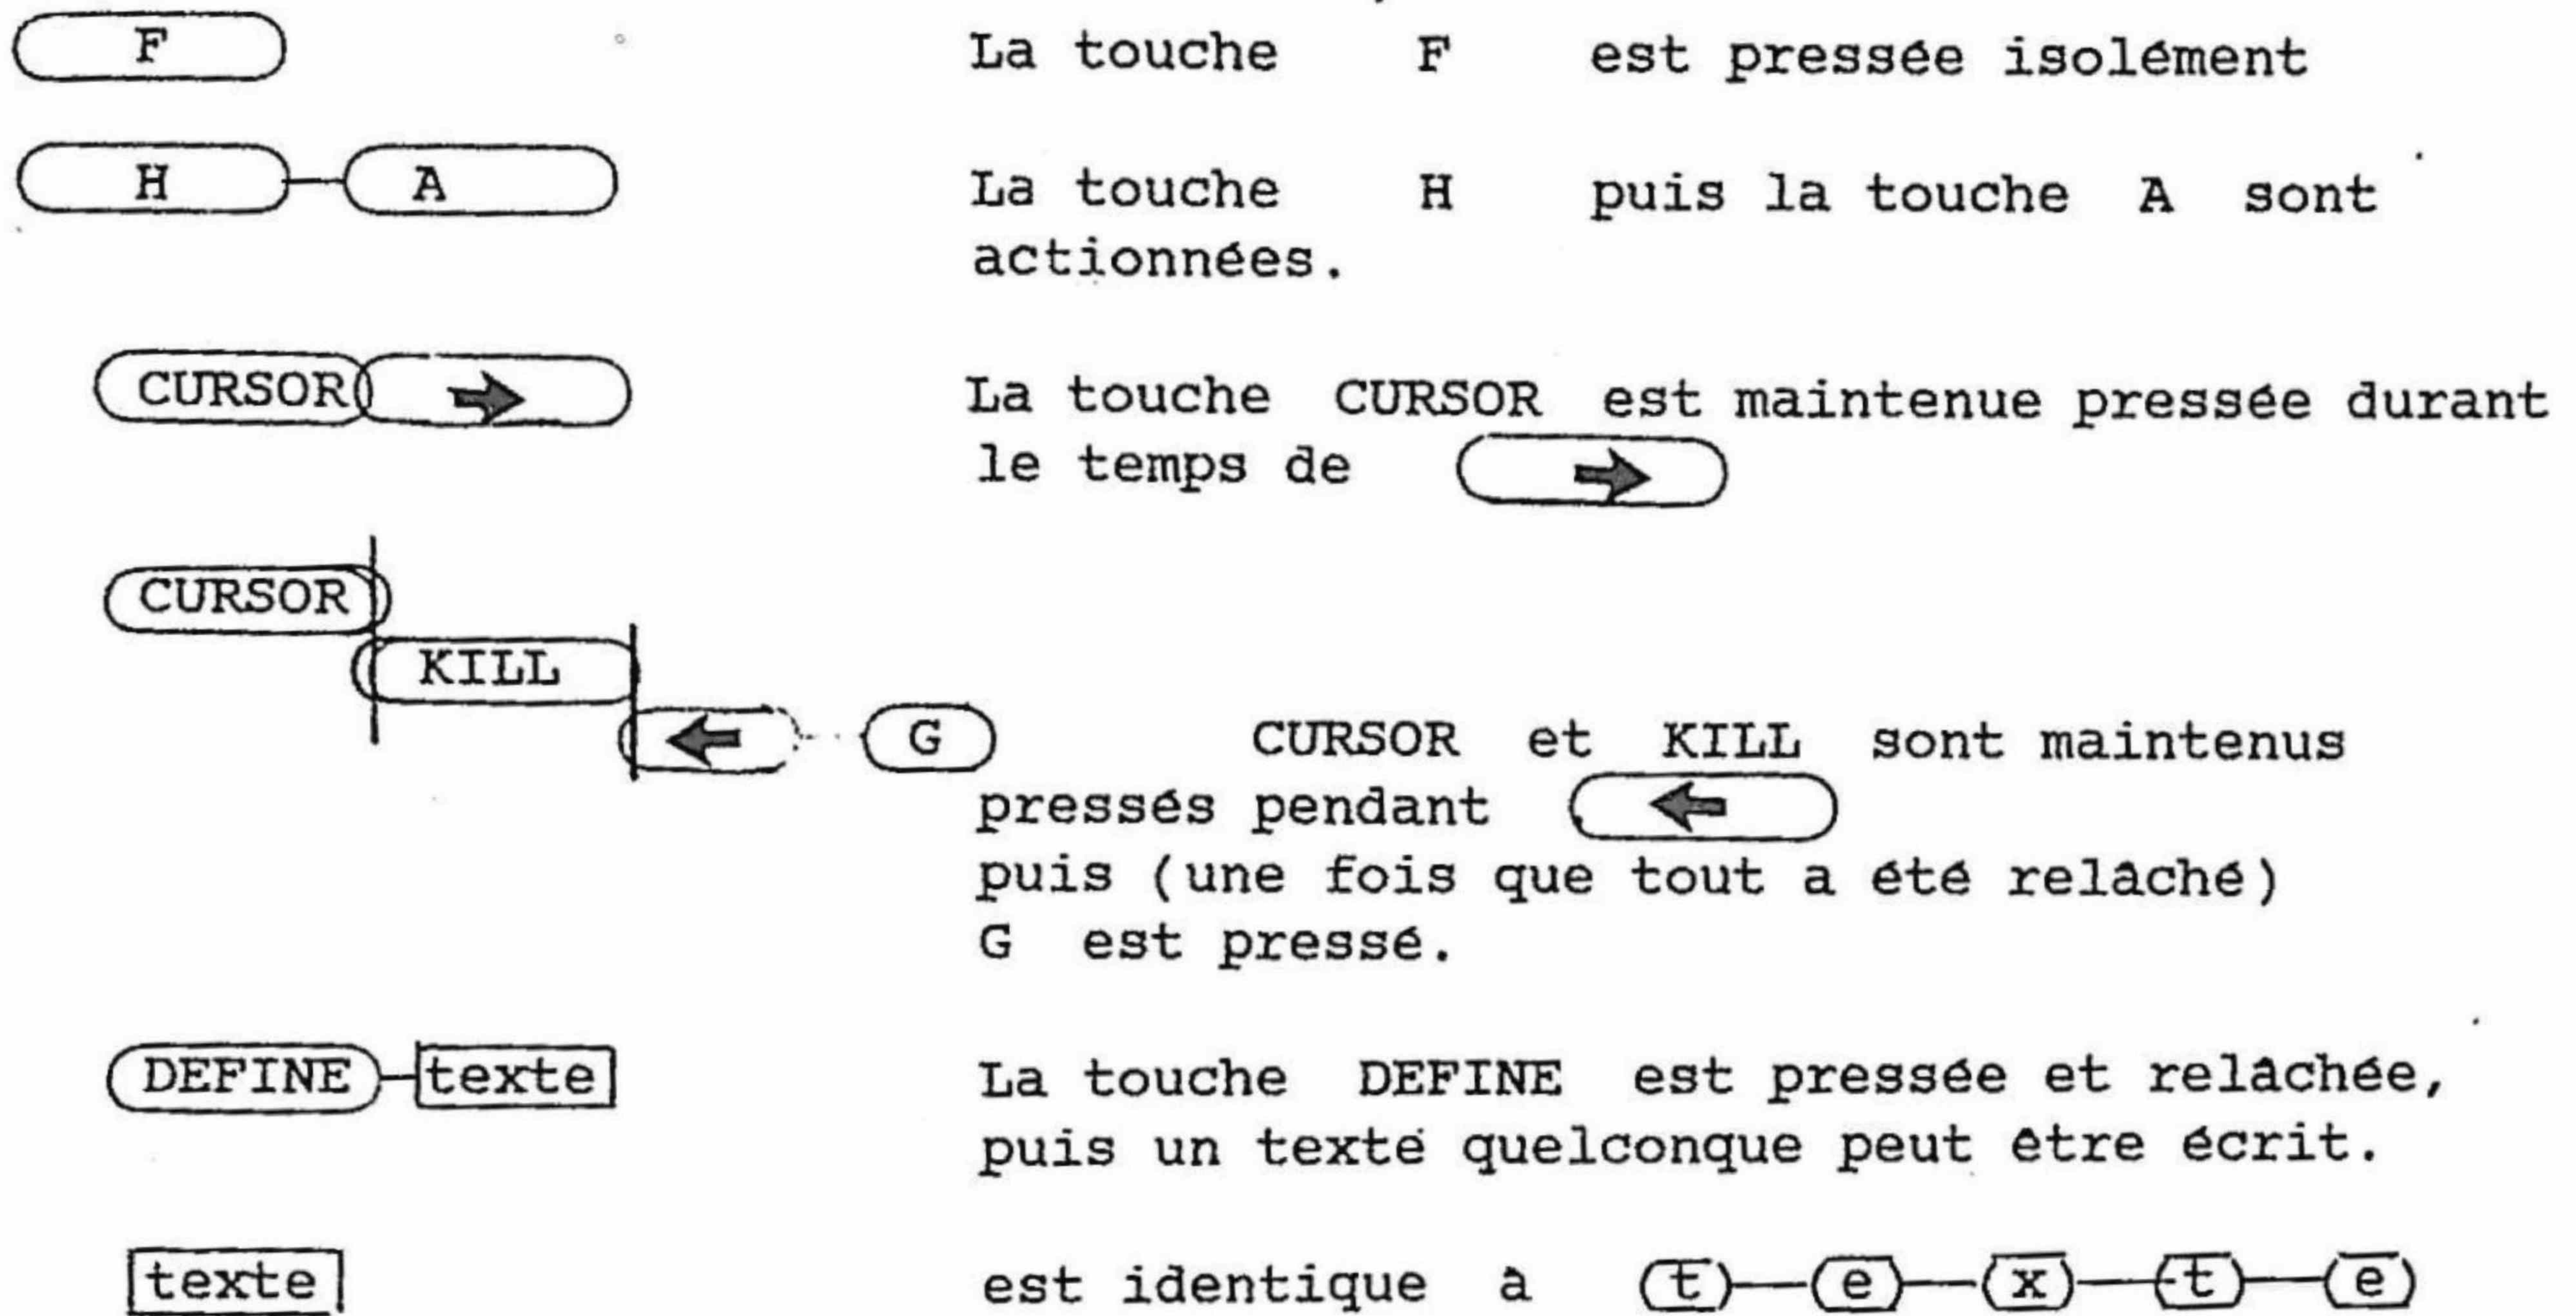 F La touche F est pressée isolément
H A La touche H puis la touche A sont
actionnées.
CURSOR La touche CURSOR est maintenue pressée durant
le temps de
CURSOR
KILL
G CURSOR et KILL sont maintenus
pressés pendant
puis (une fois que tout a été relâché)
G est pressé.
DEFINE texte La touche DEFINE est pressée et relâchée,
puis un texte quelconque peut être écrit.
texte est identique à t e x t e